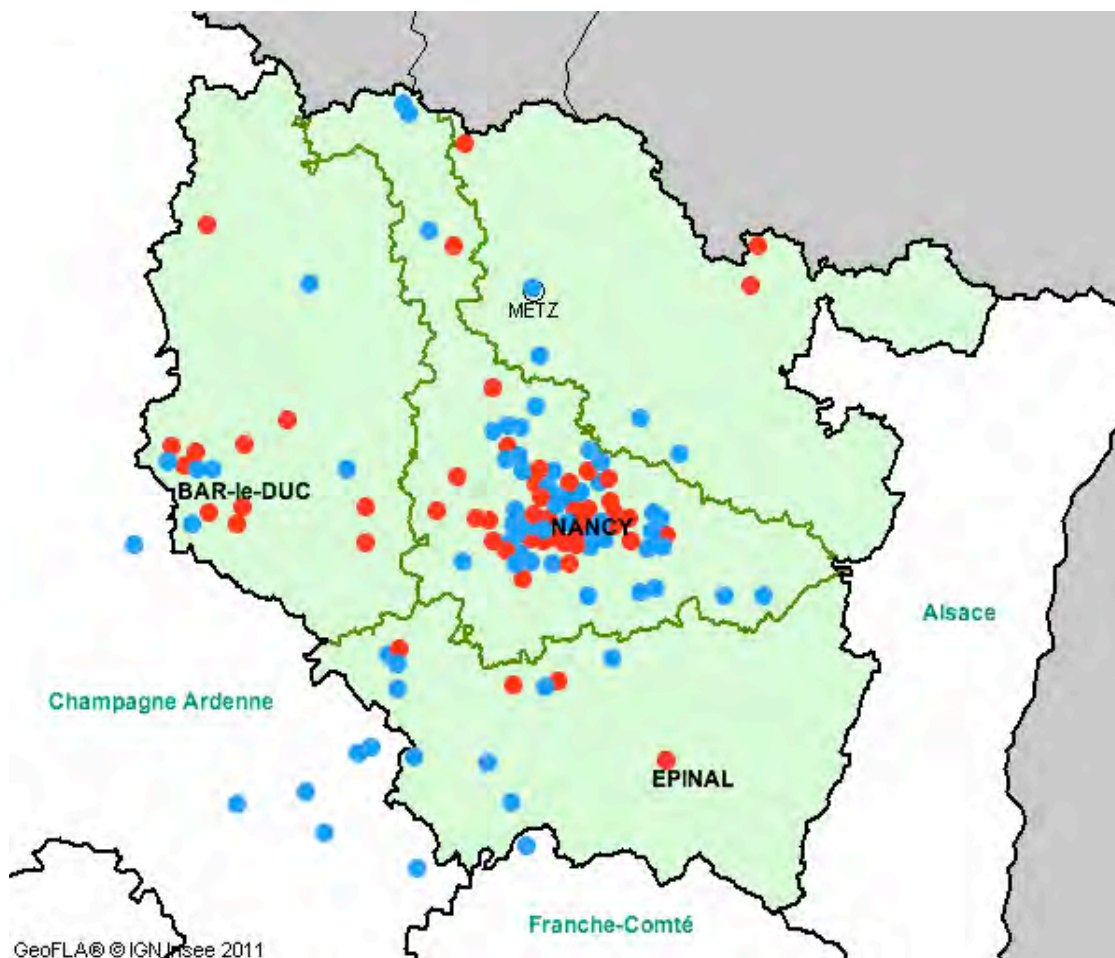 METZ
BAR-le-DUC
NANCY
Alsace
Champagne Ardenne
EPINAL
Franche-Comté
GeoFLA® © IGN,Insee 2011